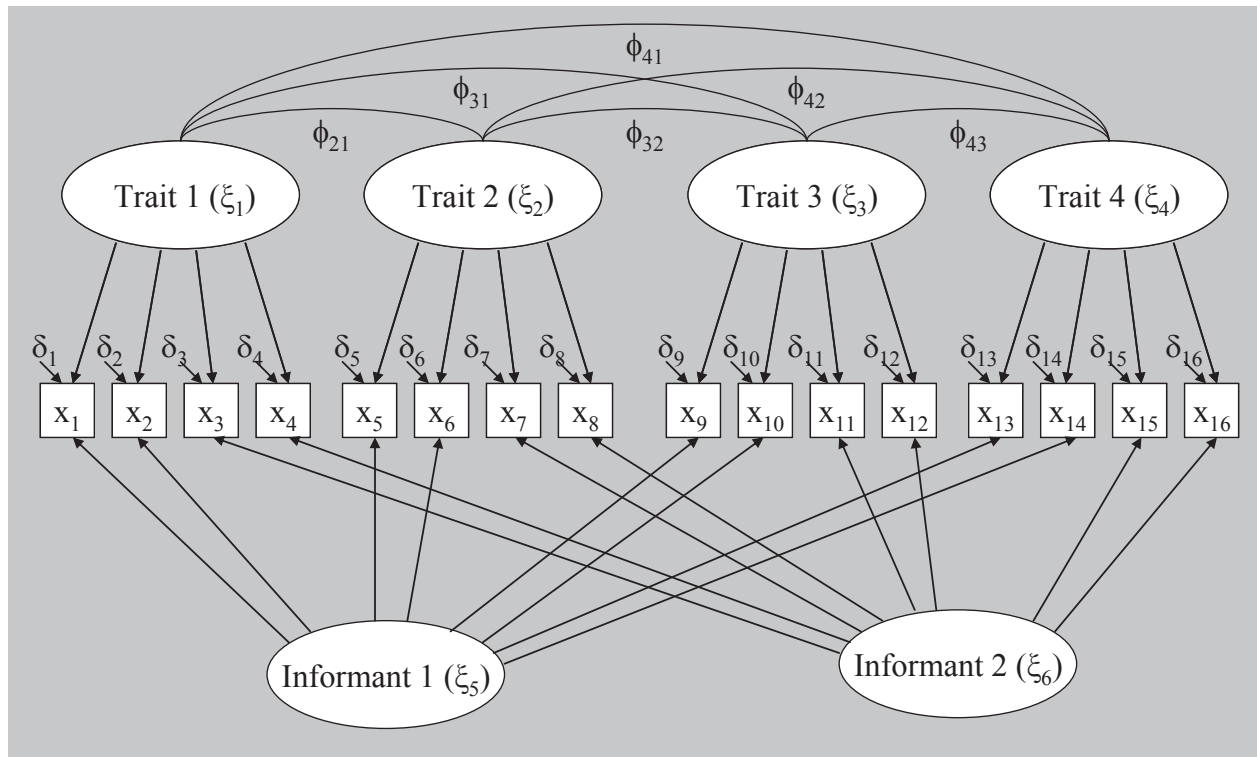 ϕ41
ϕ31 ϕ42
ϕ21 ϕ32 ϕ43
Trait 1 (ξ1) Trait 2 (ξ2) Trait 3 (ξ3) Trait 4 (ξ4)
δ1 δ2 δ3 δ4 δ5 δ6 δ7 δ8 δ9 δ10 δ11 δ12 δ13 δ14 δ15 δ16
x1 x2 x3 x4 x5 x6 x7 x8 x9 x10 x11 x12 x13 x14 x15 x16
Informant 1 (ξ5) Informant 2 (ξ6)